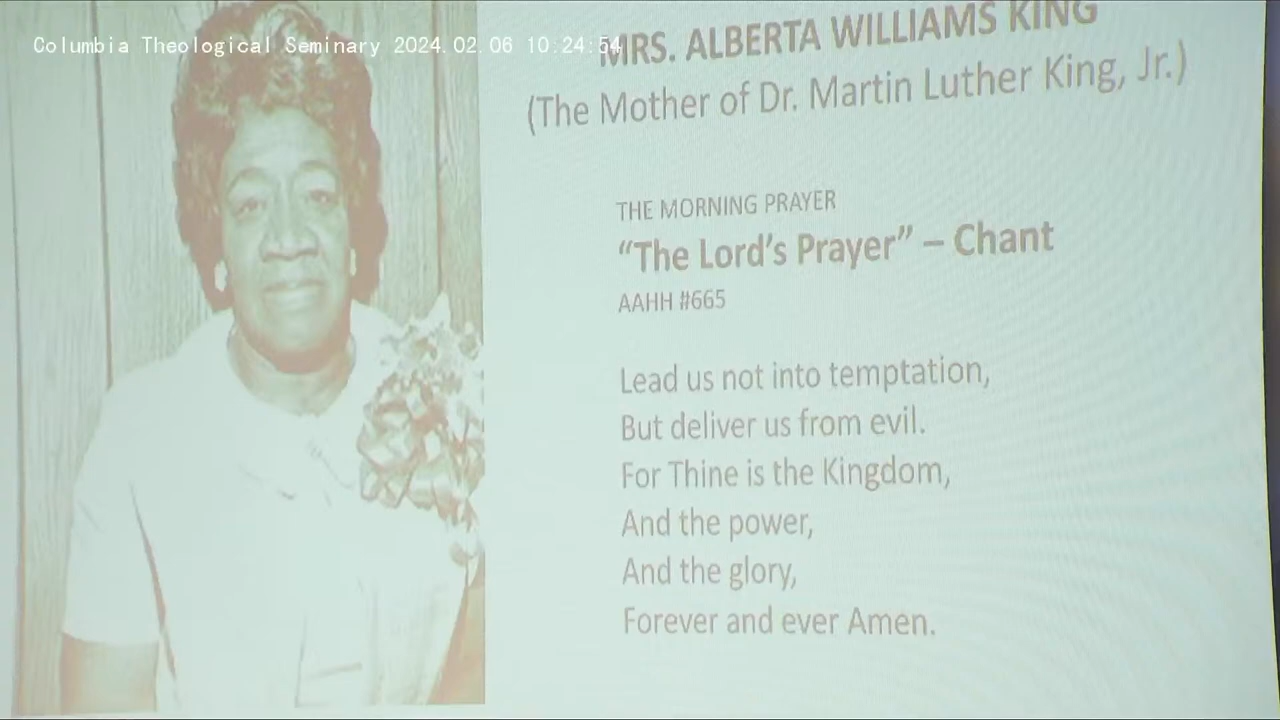 Columbia Theological Seminary 2024.02.06 10:24:54
MRS. ALBERTA WILLIAMS KING
(The Mother of Dr. Martin Luther King, Jr.)
THE MORNING PRAYER
“The Lord’s Prayer” – Chant
AAHH #665
Lead us not into temptation,
But deliver us from evil.
For Thine is the Kingdom,
And the power,
And the glory,
Forever and ever Amen.